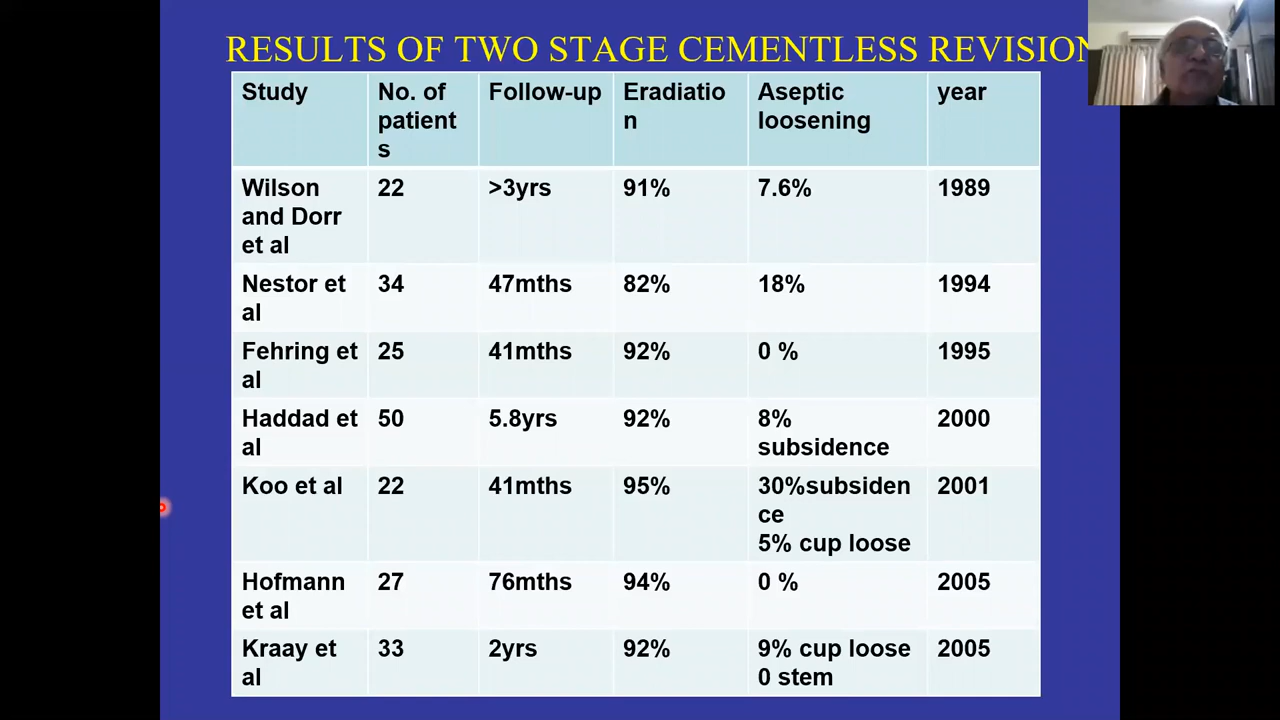 RESULTS OF TWO STAGE CEMENTLESS REVISION
Study No. of patient s Follow-up Eradiatio n Aseptic loosening year
Wilson and Dorr et al 22 >3yrs 91% 7.6% 1989
Nestor et al 34 47mths 82% 18% 1994
Fehring et al 25 41mths 92% 0 % 1995
Haddad et al 50 5.8yrs 92% 8% subsidence 2000
Koo et al 22 41mths 95% 30%subsiden ce 5% cup loose 2001
Hofmann et al 27 76mths 94% 0 % 2005
Kraay et al 33 2yrs 92% 9% cup loose 0 stem 2005